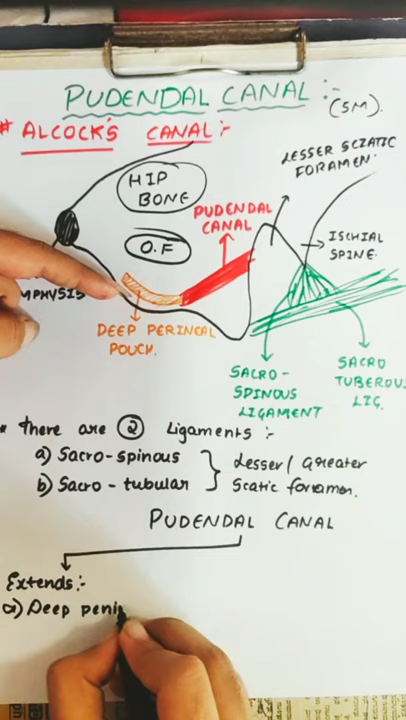 PUDENDAL CANAL :- (5M).
# ALCOCK'S CANAL :-
LESSER SCIATIC
FORAMEN
HIP
BONE
PUDENDAL
CANAL
O.F
ISCHIAL
SPINE
MPHYSIS
DEEP PERINEAL
POUCH.
SACRO-
SPINOUS
LIGAMENT
SACRO
TUBEROUS
LIG.
* There are ② Ligaments :-
a) Sacro-spinous } Lesser/ Greater
b) Sacro - tubular } Scatic foramen.
PUDENDAL CANAL
Extends :-
a) Deep peni